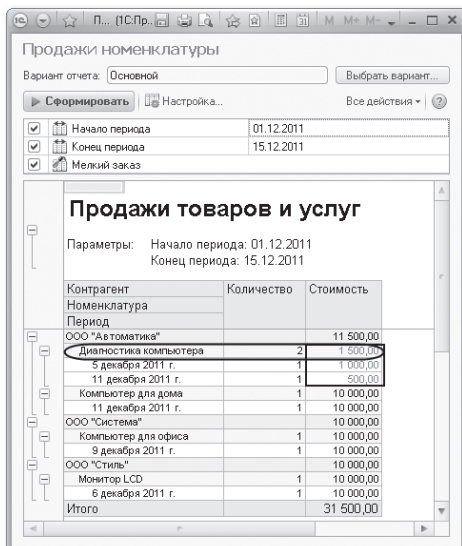 1С П... (1С:Пр... M M+ M-
Продажи номенклатуры
Вариант отчета: Основной Выбрать вариант...
Сформировать Настройка... Все действия ?
Начало периода 01.12.2011
Конец периода 15.12.2011
Мелкий заказ
Продажи товаров и услуг
Параметры: Начало периода: 01.12.2011
Конец периода: 15.12.2011
Контрагент Количество Стоимость
Номенклатура
Период
ООО "Автоматика" 11 500,00
Диагностика компьютера 2 1 500,00
5 декабря 2011 г. 1 1 000,00
11 декабря 2011 г. 1 500,00
Компьютер для дома 1 10 000,00
11 декабря 2011 г. 1 10 000,00
ООО "Система" 10 000,00
Компьютер для офиса 1 10 000,00
9 декабря 2011 г. 1 10 000,00
ООО "Стиль" 10 000,00
Монитор LCD 1 10 000,00
6 декабря 2011 г. 1 10 000,00
Итого 31 500,00